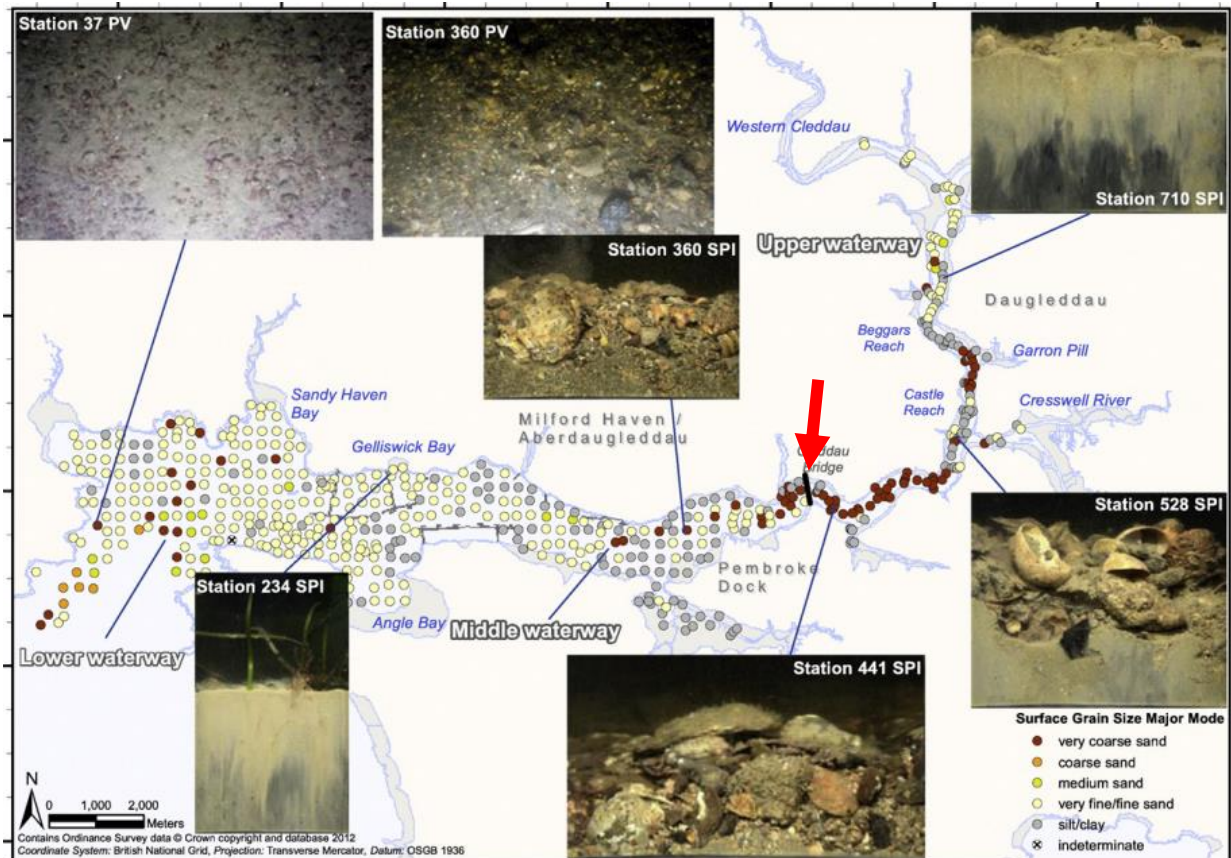 Station 37 PV
Station 360 PV
Station 710 SPI
Western Cleddau
Upper waterway
Station 360 SPI
Daugleddau
Beggars
Reach
Garron Pill
Castle
Reach
Cresswell River
Sandy Haven
Bay
Milford Haven /
Aberdaugleddau
Gelliswick Bay
Station 528 SPI
Pembroke
Dock
Station 234 SPI
Angle Bay
Middle waterway
Lower waterway
Station 441 SPI
Surface Grain Size Major Mode
very coarse sand
coarse sand
medium sand
very fine/fine sand
silt/clay
indeterminate
N
0 1,000 2,000
Meters
Contains Ordinance Survey data © Crown copyright and database 2012
Coordinate System: British National Grid, Projection: Transverse Mercator, Datum: OSGB 1936